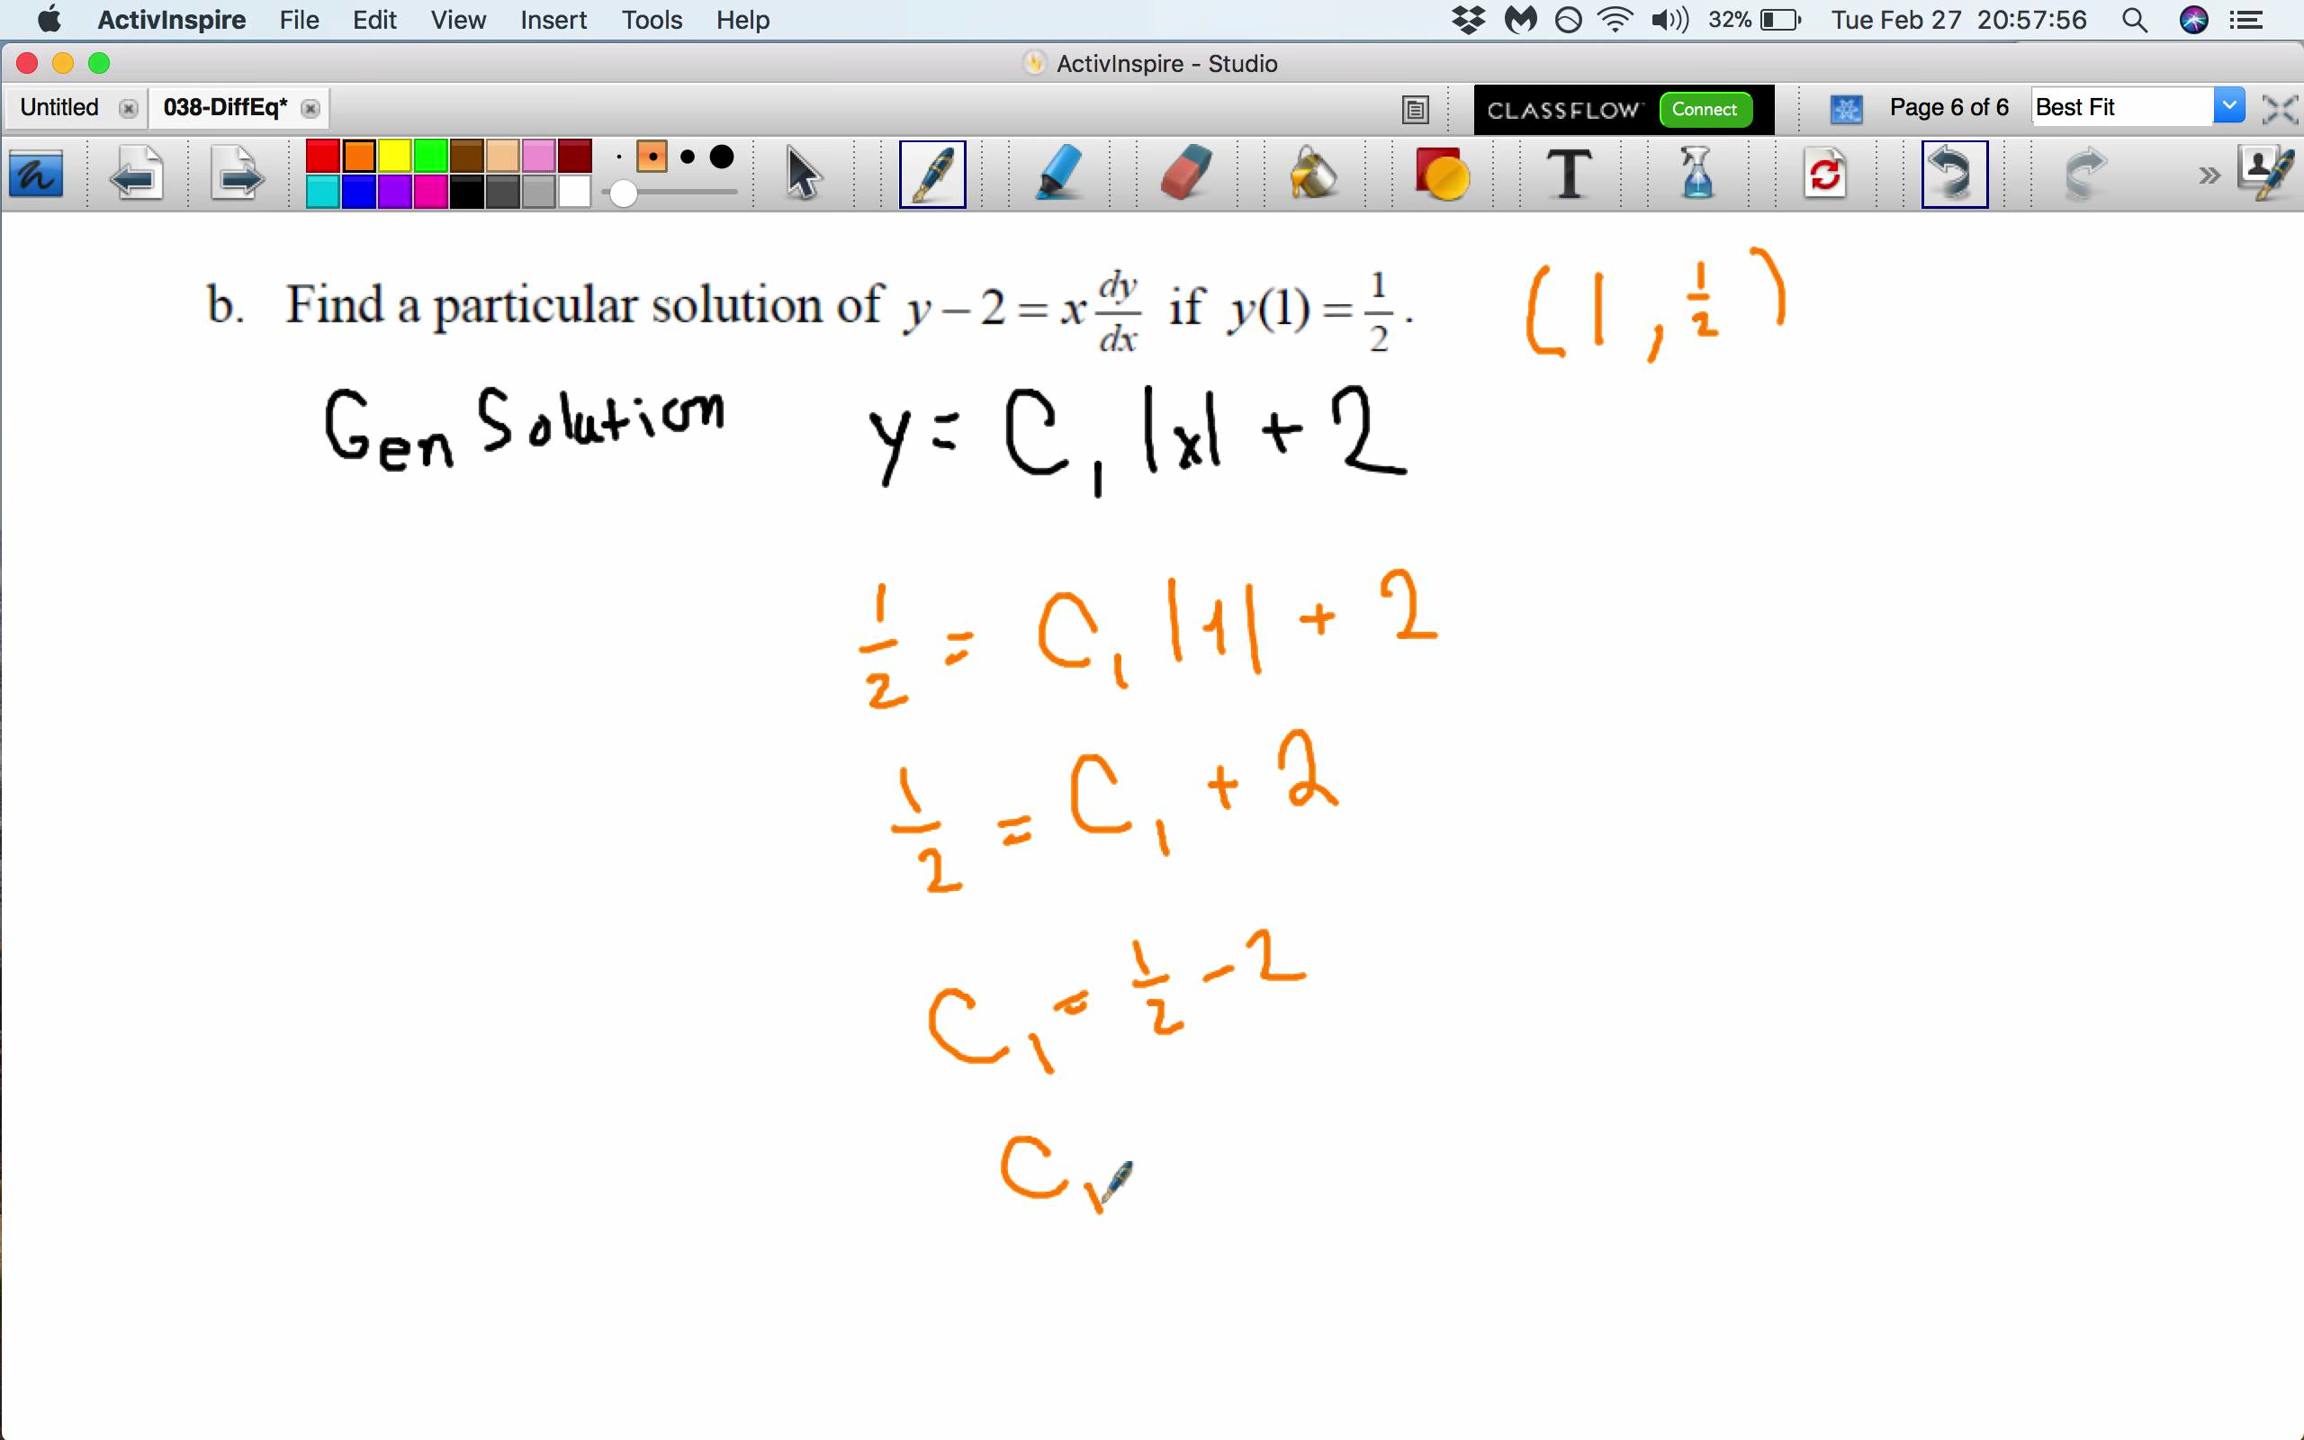 ActivInspire File Edit View Insert Tools Help 32% Tue Feb 27 20:57:56
ActivInspire - Studio
Untitled 038-DiffEq* CLASSFLOW Connect Page 6 of 6 Best Fit
T
b. Find a particular solution of y − 2 = x dy/dx if y(1) = 1/2. (1, 1/2)
Gen Solution y = C₁ |x| + 2
1/2 = C₁ |1| + 2
1/2 = C₁ + 2
C₁ = 1/2 − 2
C₁